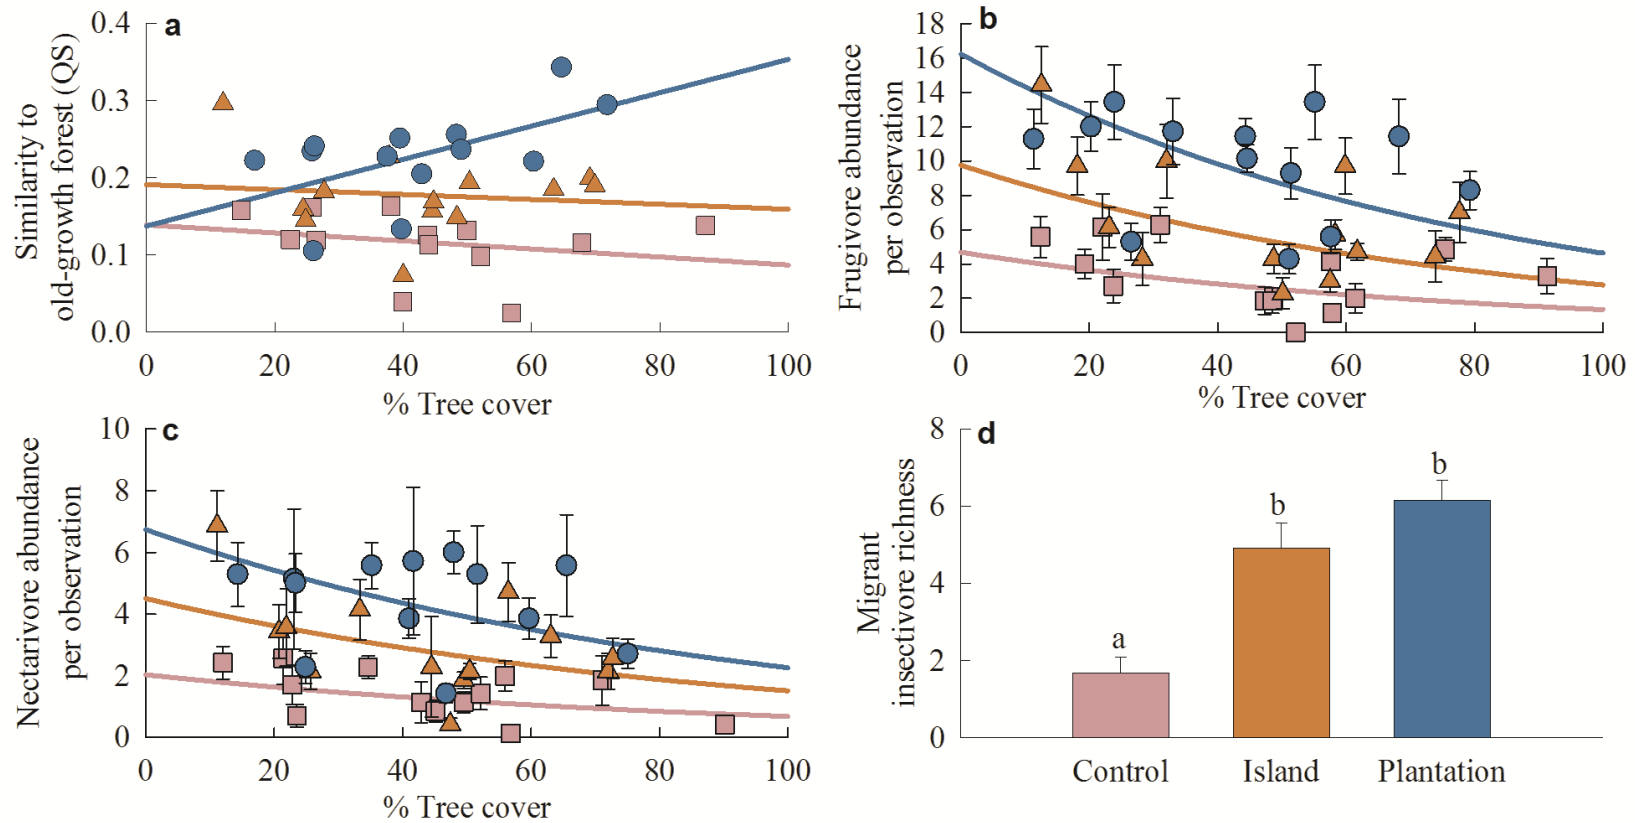 a
Similarity to
old-growth forest (QS)
0.4
0.3
0.2
0.1
0.0
0 20 40 60 80 100
% Tree cover
b
Frugivore abundance
per observation
18
16
14
12
10
8
6
4
2
0
0 20 40 60 80 100
% Tree cover
c
Nectarivore abundance
per observation
10
8
6
4
2
0
0 20 40 60 80 100
% Tree cover
d
Migrant
insectivore richness
8
6
4
2
0
a
b
b
Control Island Plantation